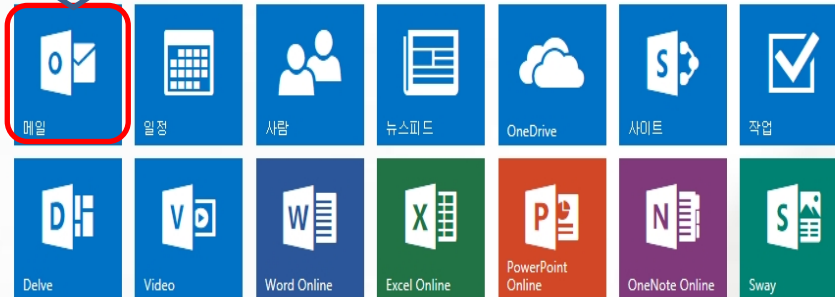 메일
일정
사람
뉴스피드
OneDrive
사이트
작업
Delve
Video
Word Online
Excel Online
PowerPoint
Online
OneNote Online
Sway